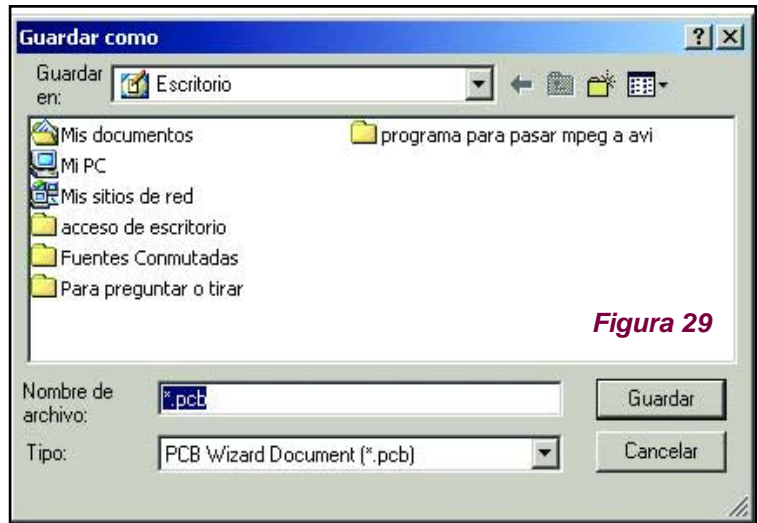 Guardar como
Guardar en:
Escritorio
Mis documentos
Mi PC
Mis sitios de red
acceso de escritorio
Fuentes Conmutadas
Para preguntar o tirar
programa para pasar mpeg a avi
Figura 29
Nombre de archivo:
*.pcb
Guardar
Tipo:
PCB Wizard Document (*.pcb)
Cancelar